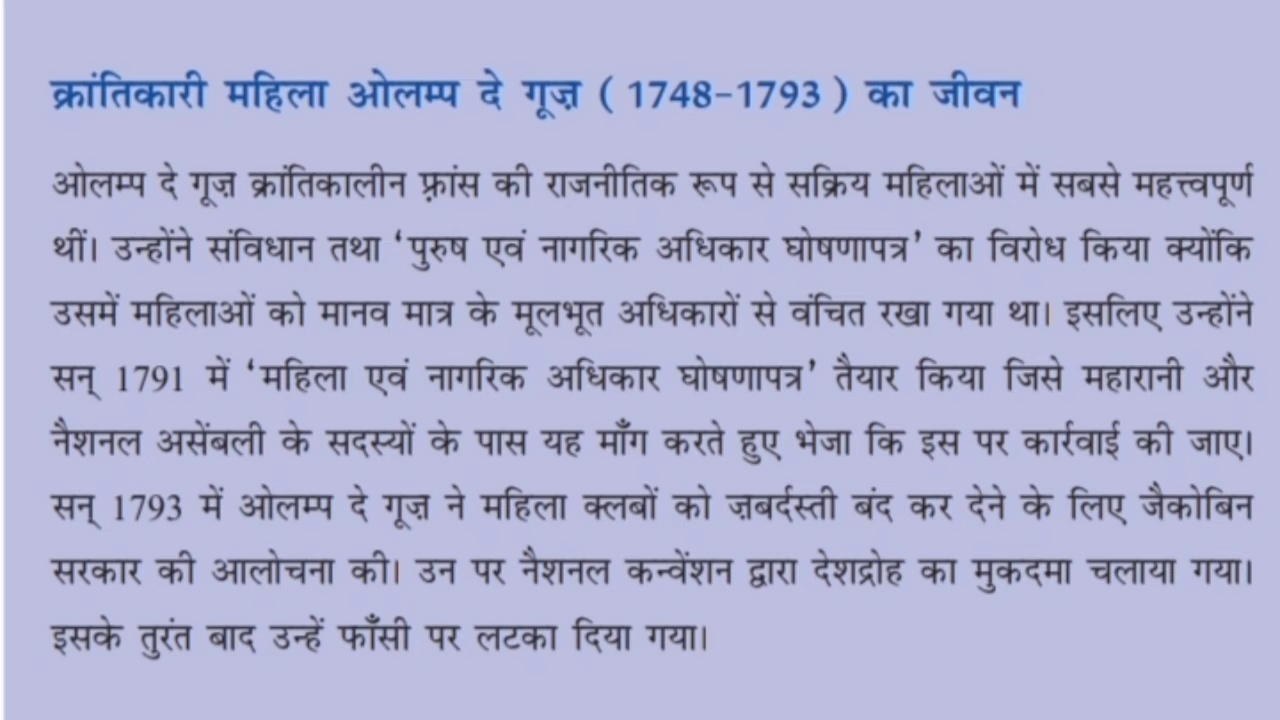 क्रांतिकारी महिला ओलम्प दे गूज़ ( 1748-1793 ) का जीवन
ओलम्प दे गूज़ क्रांतिकालीन फ़्रांस की राजनीतिक रूप से सक्रिय महिलाओं में सबसे महत्त्वपूर्ण
थीं। उन्होंने संविधान तथा ‘पुरुष एवं नागरिक अधिकार घोषणापत्र’ का विरोध किया क्योंकि
उसमें महिलाओं को मानव मात्र के मूलभूत अधिकारों से वंचित रखा गया था। इसलिए उन्होंने
सन् 1791 में ‘महिला एवं नागरिक अधिकार घोषणापत्र’ तैयार किया जिसे महारानी और
नैशनल असेंबली के सदस्यों के पास यह माँग करते हुए भेजा कि इस पर कार्रवाई की जाए।
सन् 1793 में ओलम्प दे गूज़ ने महिला क्लबों को ज़बर्दस्ती बंद कर देने के लिए जैकोबिन
सरकार की आलोचना की। उन पर नैशनल कन्वेंशन द्वारा देशद्रोह का मुकदमा चलाया गया।
इसके तुरंत बाद उन्हें फाँसी पर लटका दिया गया।